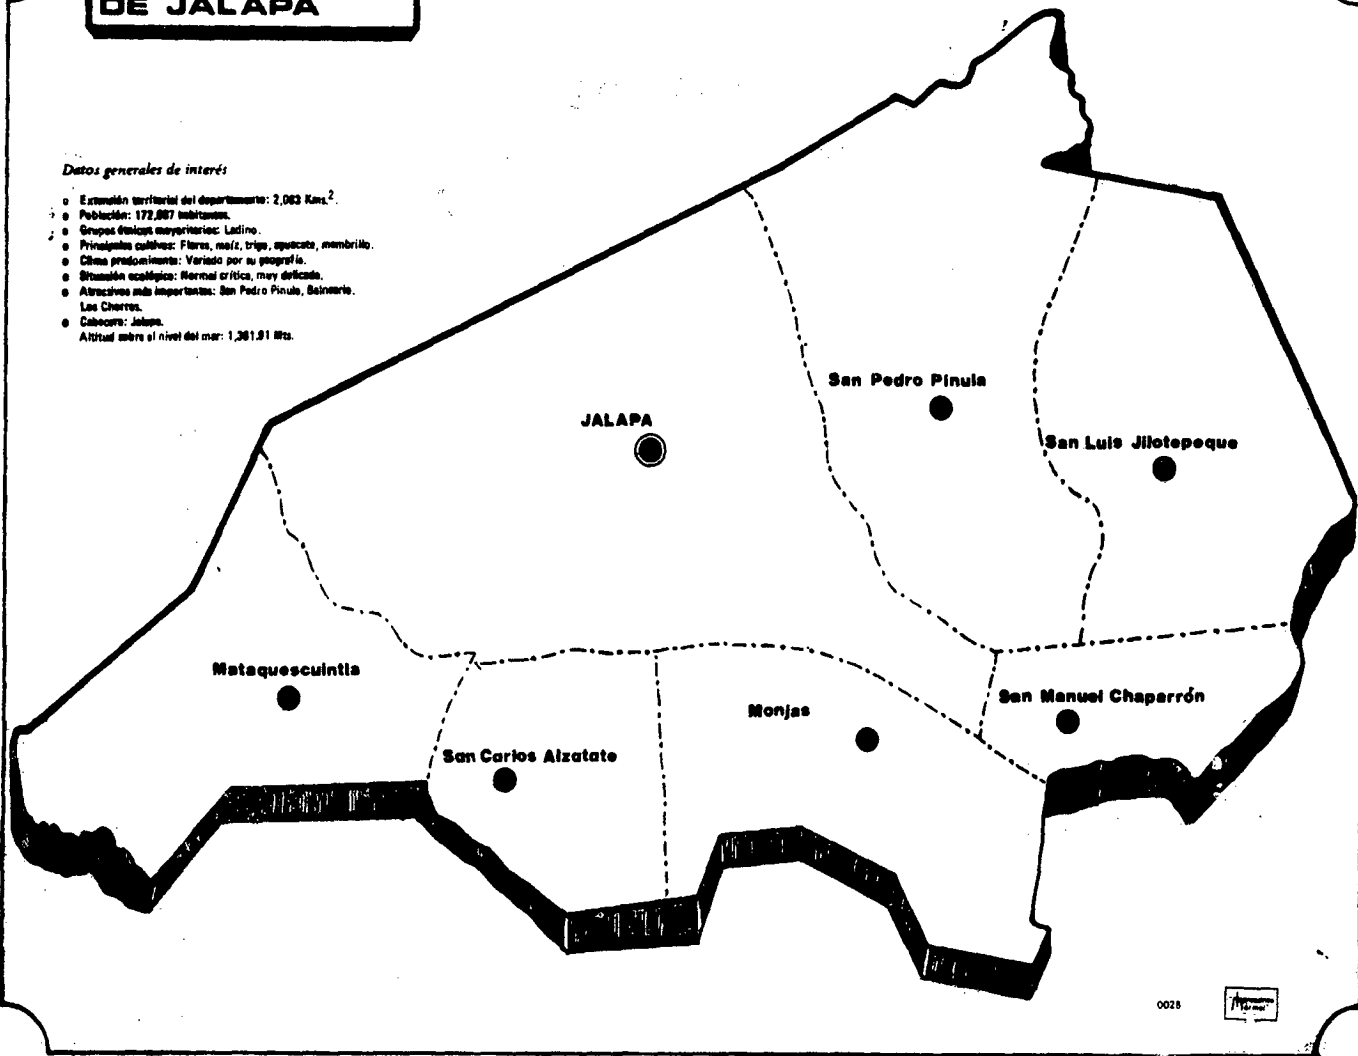 DE JALAPA
Datos generales de interés
Extensión territorial del departamento: 2,063 Kms.²
Población: 172,887 habitantes.
Grupos étnicos mayoritarios: Ladino.
Principales cultivos: Flores, maíz, trigo, aguacate, membrillo.
Clima predominante: Variado por su geografía.
Situación ecológica: Normal crítica, muy delicada.
Atractivos más importantes: San Pedro Pinula, Balneario.
Los Chorros.
Cabecera: Jalapa.
Altitud sobre el nivel del mar: 1,361.91 Mts.
San Pedro Pinula
JALAPA
San Luis Jilotepeque
Mataquescuintla
San Manuel Chaparrón
Monjas
San Carlos Alzatate
0028